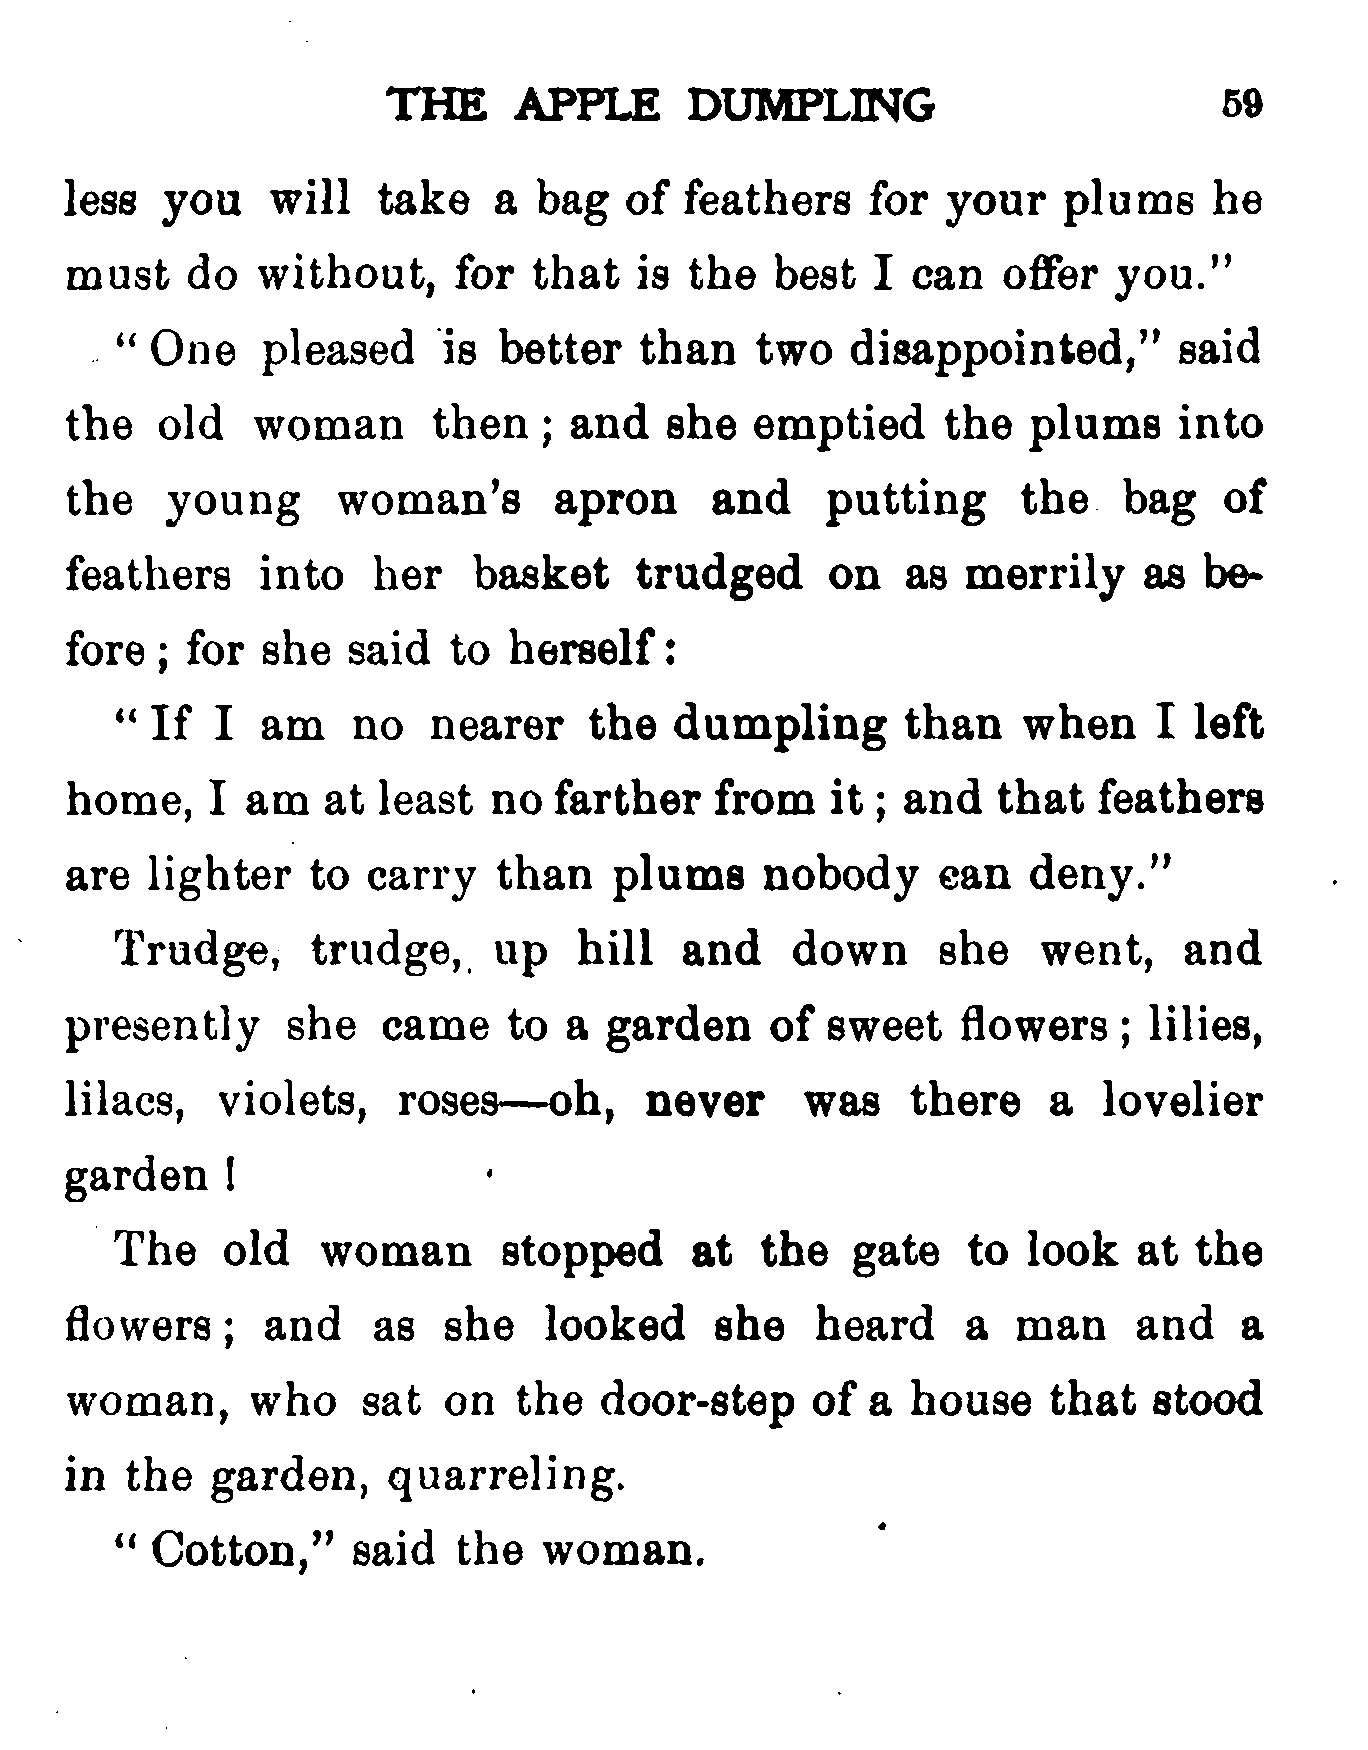 THE APPLE DUMPLING 59
less you will take a bag of feathers for your plums he
must do without, for that is the best I can offer you."
"One pleased is better than two disappointed," said
the old woman then; and she emptied the plums into
the young woman's apron and putting the bag of
feathers into her basket trudged on as merrily as be-
fore; for she said to herself:
"If I am no nearer the dumpling than when I left
home, I am at least no farther from it; and that feathers
are lighter to carry than plums nobody can deny."
Trudge, trudge, up hill and down she went, and
presently she came to a garden of sweet flowers; lilies,
lilacs, violets, roses—oh, never was there a lovelier
garden!
The old woman stopped at the gate to look at the
flowers; and as she looked she heard a man and a
woman, who sat on the door-step of a house that stood
in the garden, quarreling.
"Cotton," said the woman.